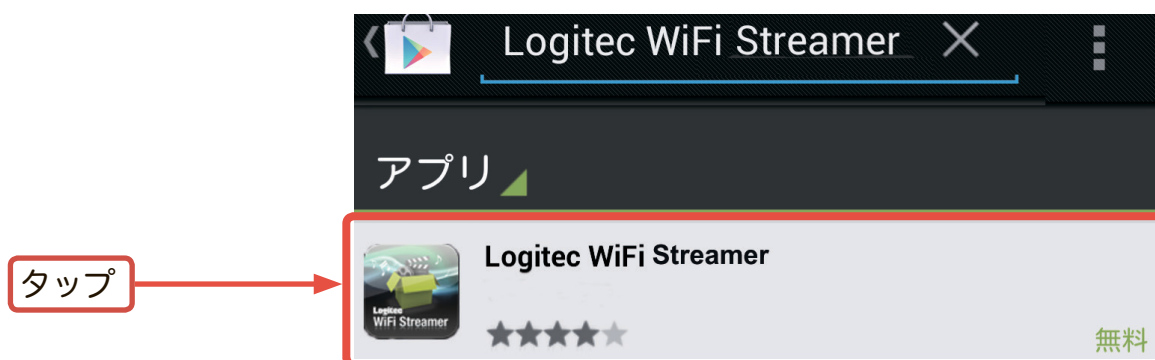 Logitec WiFi Streamer
アプリ
タップ
Logitec WiFi Streamer
Logitec
WiFi Streamer
無料